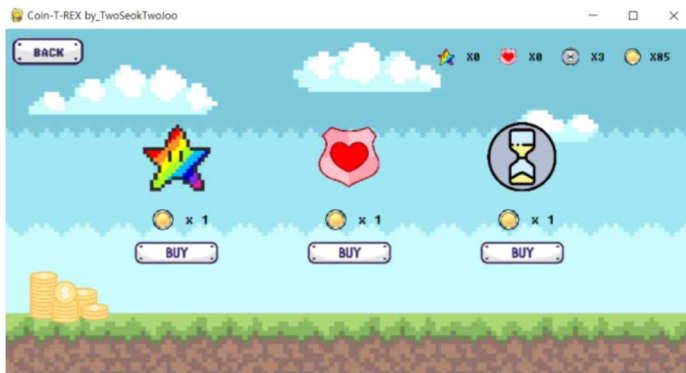 Coin-T-REX by_TwoSeokTwoJoo
BACK
X0 X0 X3 X85
x 1 x 1 x 1
BUY BUY BUY
$